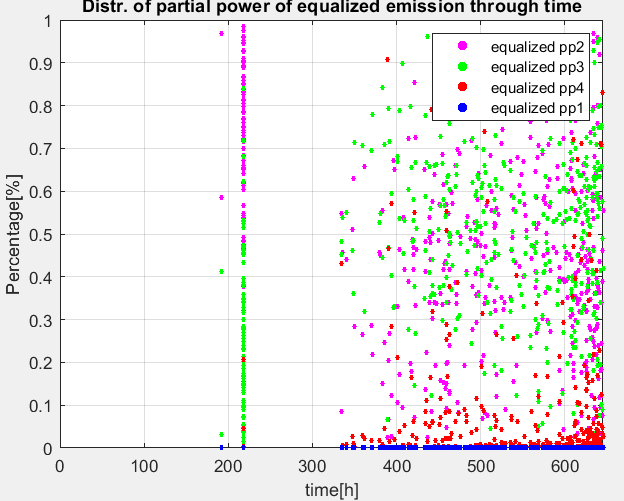 Distr. of partial power of equalized emission through time
1
0.9
0.8
0.7
0.6
0.5
0.4
0.3
0.2
0.1
0
Percentage[%]
equalized pp2
equalized pp3
equalized pp4
equalized pp1
0 100 200 300 400 500 600
time[h]